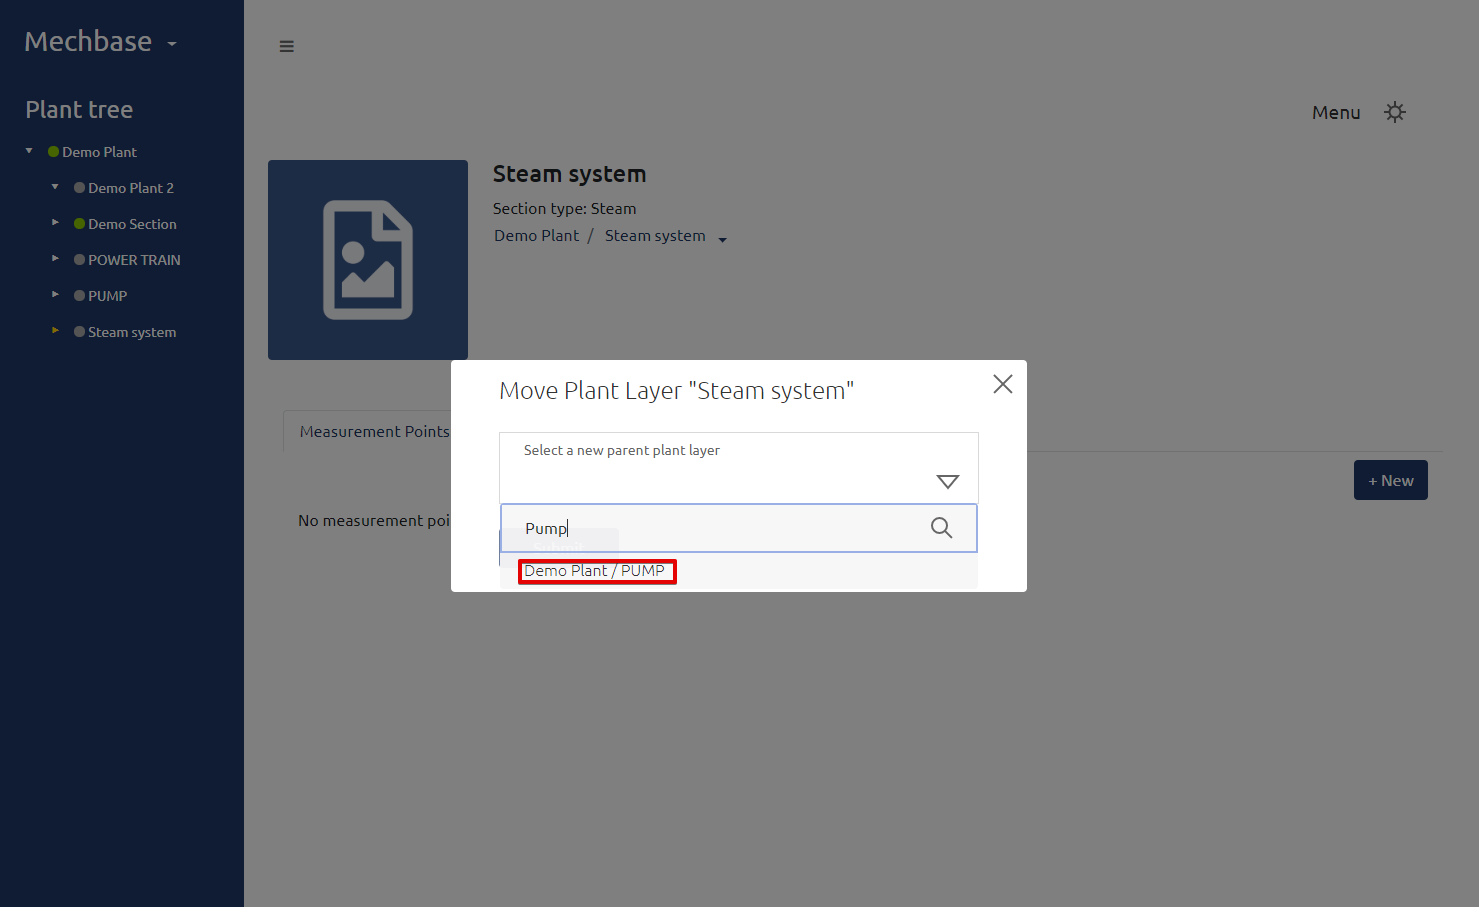 Mechbase
Plant tree
Demo Plant
Demo Plant 2
Demo Section
POWER TRAIN
PUMP
Steam system
Menu
Steam system
Section type: Steam
Demo Plant / Steam system
Move Plant Layer "Steam system"
Select a new parent plant layer
Pump
Demo Plant / PUMP
Measurement Points
+ New
No measurement poi